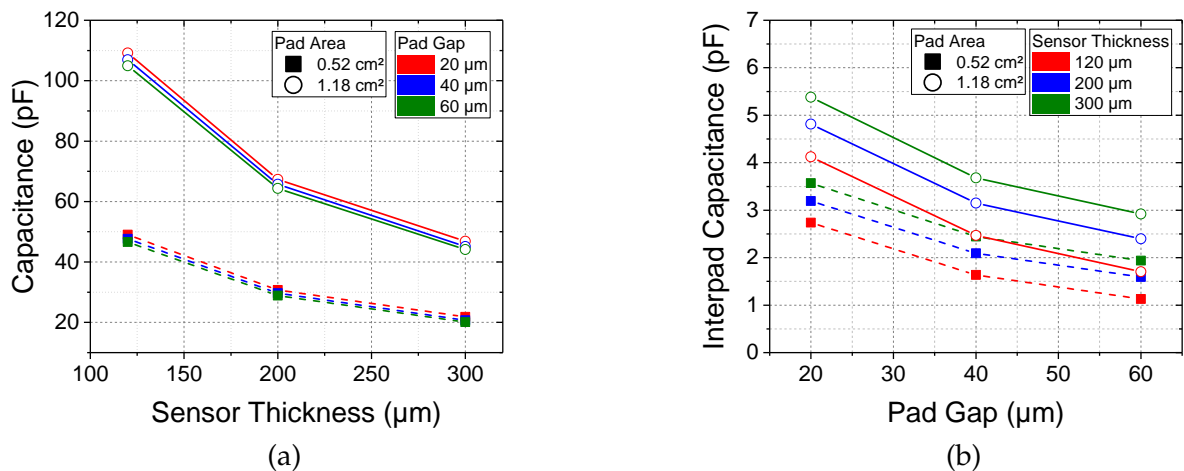 120
100
80
60
40
20
100 150 200 250 300
Capacitance (pF)
Sensor Thickness (µm)
Pad Area
0.52 cm²
1.18 cm²
Pad Gap
20 µm
40 µm
60 µm
(a)
7
6
5
4
3
2
1
0
20 30 40 50 60
Interpad Capacitance (pF)
Pad Gap (µm)
Pad Area
0.52 cm²
1.18 cm²
Sensor Thickness
120 µm
200 µm
300 µm
(b)